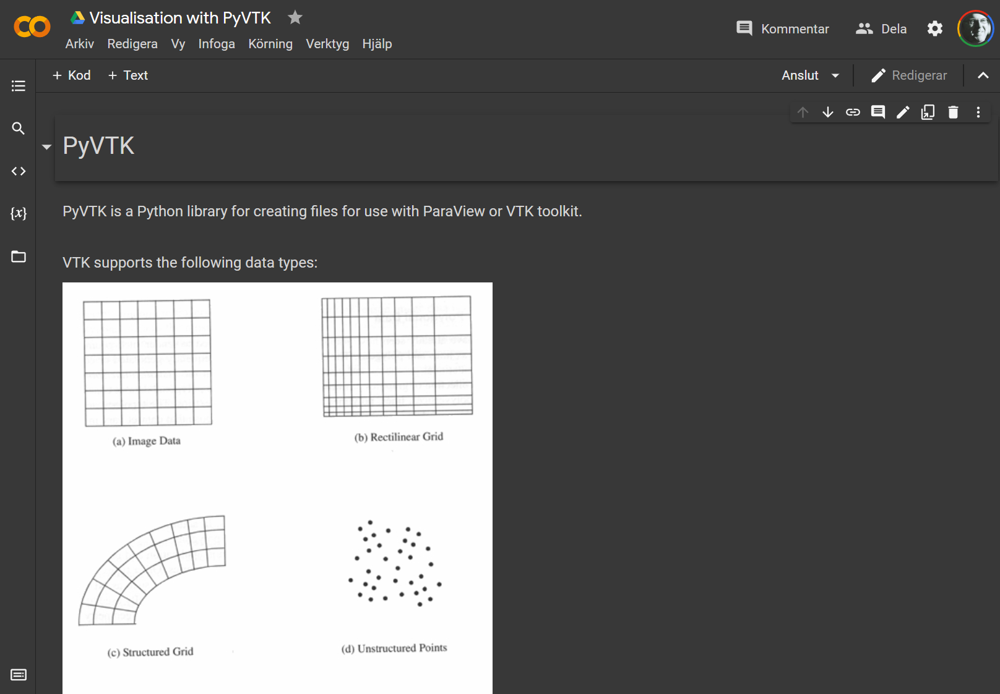 Visualisation with PyVTK
Arkiv Redigera Vy Infoga Körning Verktyg Hjälp
Kommentar
Dela
+ Kod + Text
Anslut
Redigerar
PyVTK
PyVTK is a Python library for creating files for use with ParaView or VTK toolkit.
VTK supports the following data types:
(a) Image Data
(b) Rectilinear Grid
(c) Structured Grid
(d) Unstructured Points